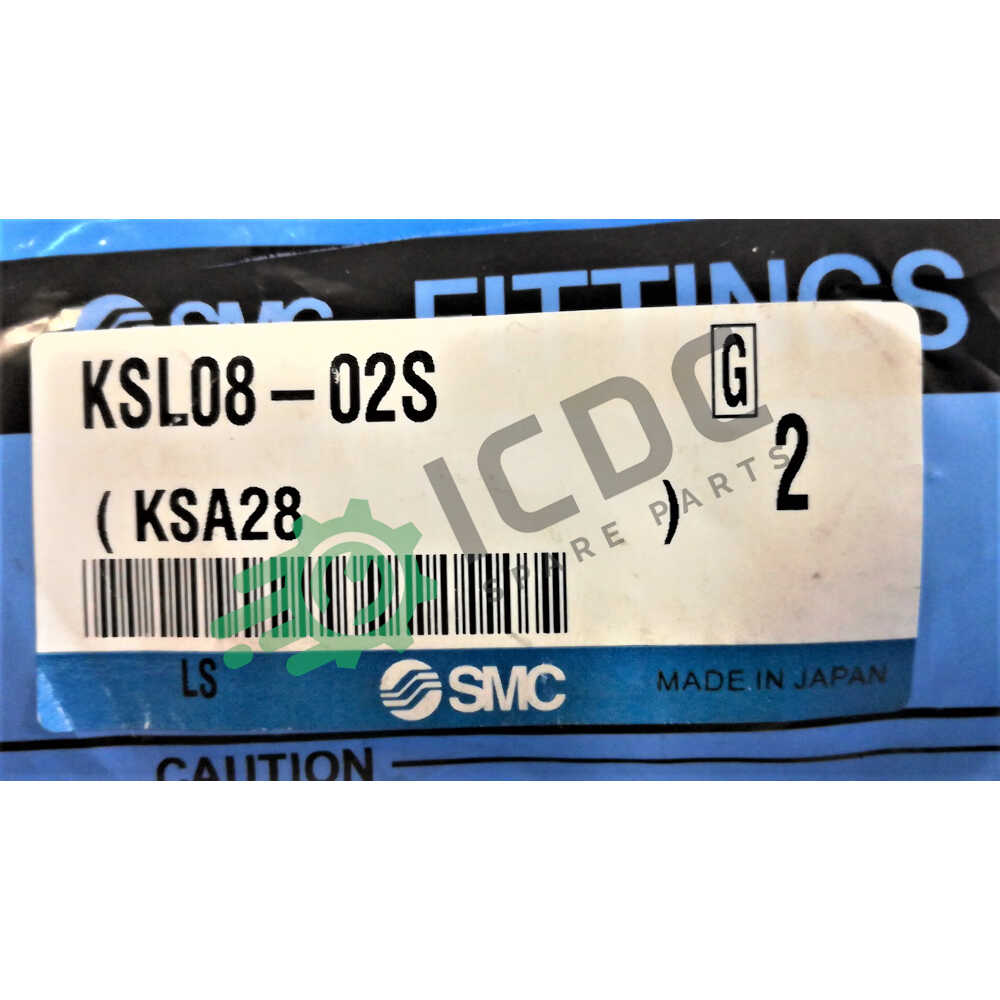 SMC FITTINGS
KSL08-02S G
2
(KSA28 )
ICDC
SPARE PARTS
LS SMC MADE IN JAPAN
CAUTION